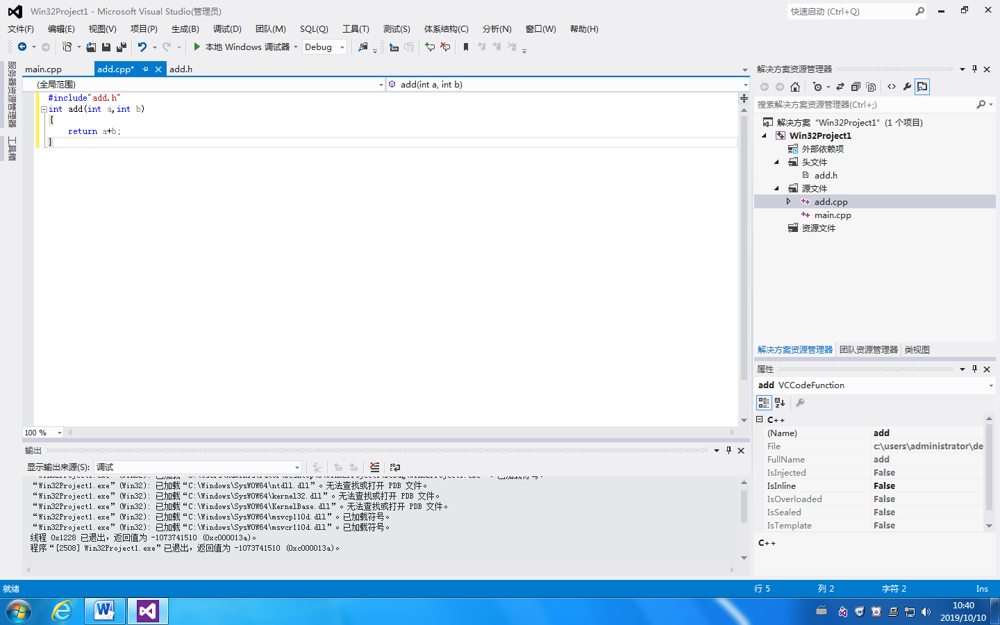 Win32Project1 - Microsoft Visual Studio(管理员)
快速启动 (Ctrl+Q)
文件(F) 编辑(E) 视图(V) 项目(P) 生成(B) 调试(D) 团队(M) SQL(Q) 工具(T) 测试(S) 体系结构(C) 分析(N) 窗口(W) 帮助(H)
本地 Windows 调试器 Debug
服务器资源管理器
工具箱
main.cpp add.cpp* add.h
(全局范围) add(int a, int b)
#include"add.h"
int add(int a,int b)
{
return a+b;
}
100 %
输出
显示输出来源(S): 调试
“Win32Project1.exe”(Win32): 已加载“C:\Windows\SysWOW64\ntdll.dll”。无法查找或打开 PDB 文件。
“Win32Project1.exe”(Win32): 已加载“C:\Windows\SysWOW64\kernel32.dll”。无法查找或打开 PDB 文件。
“Win32Project1.exe”(Win32): 已加载“C:\Windows\SysWOW64\KernelBase.dll”。无法查找或打开 PDB 文件。
“Win32Project1.exe”(Win32): 已加载“C:\Windows\SysWOW64\msvcp110d.dll”。已加载符号。
“Win32Project1.exe”(Win32): 已加载“C:\Windows\SysWOW64\msvcr110d.dll”。已加载符号。
线程 0x1228 已退出，返回值为 -1073741510 (0xc000013a)。
程序“[2508] Win32Project1.exe”已退出，返回值为 -1073741510 (0xc000013a)。
解决方案资源管理器
搜索解决方案资源管理器(Ctrl+;)
解决方案 “Win32Project1” (1 个项目)
Win32Project1
外部依赖项
头文件
add.h
源文件
add.cpp
main.cpp
资源文件
解决方案资源管理器 团队资源管理器 类视图
属性
add VCCodeFunction
C++
(Name) add
File c:\users\administrator\de
FullName add
IsInjected False
IsInline False
IsOverloaded False
IsSealed False
IsTemplate False
C++
就绪 行 5 列 2 字符 2 Ins
10:40
2019/10/10